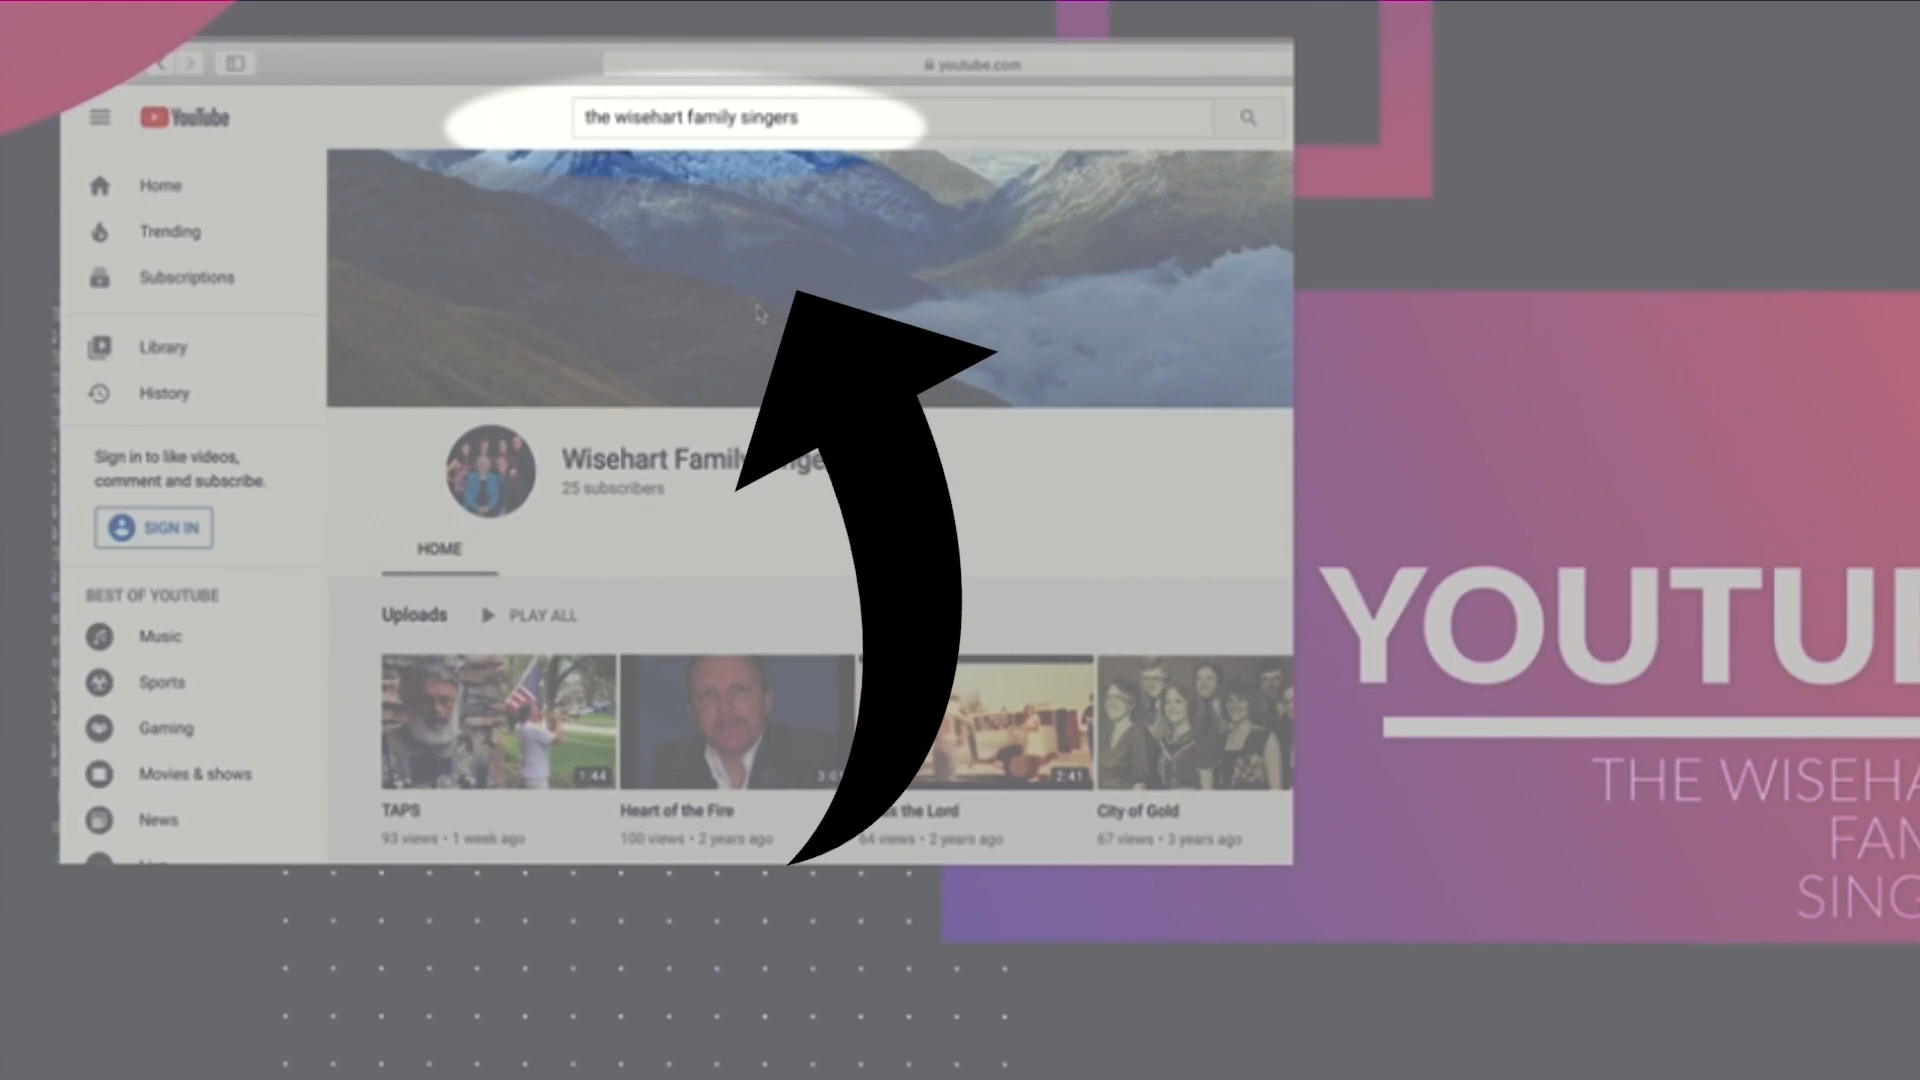 youtube.com
YouTube
the wisehart family singers
Home
Trending
Subscriptions
Library
History
Sign in to like videos,
comment and subscribe.
SIGN IN
BEST OF YOUTUBE
Music
Sports
Gaming
Movies & shows
News
Wisehart Family
25 subscribers
HOME
Uploads
PLAY ALL
1:44
2:41
TAPS
93 views • 1 week ago
Heart of the Fire
100 views • 2 years ago
the Lord
64 views • 2 years ago
City of Gold
67 views • 3 years ago
YOUTU
THE WISEHA
FAM
SING